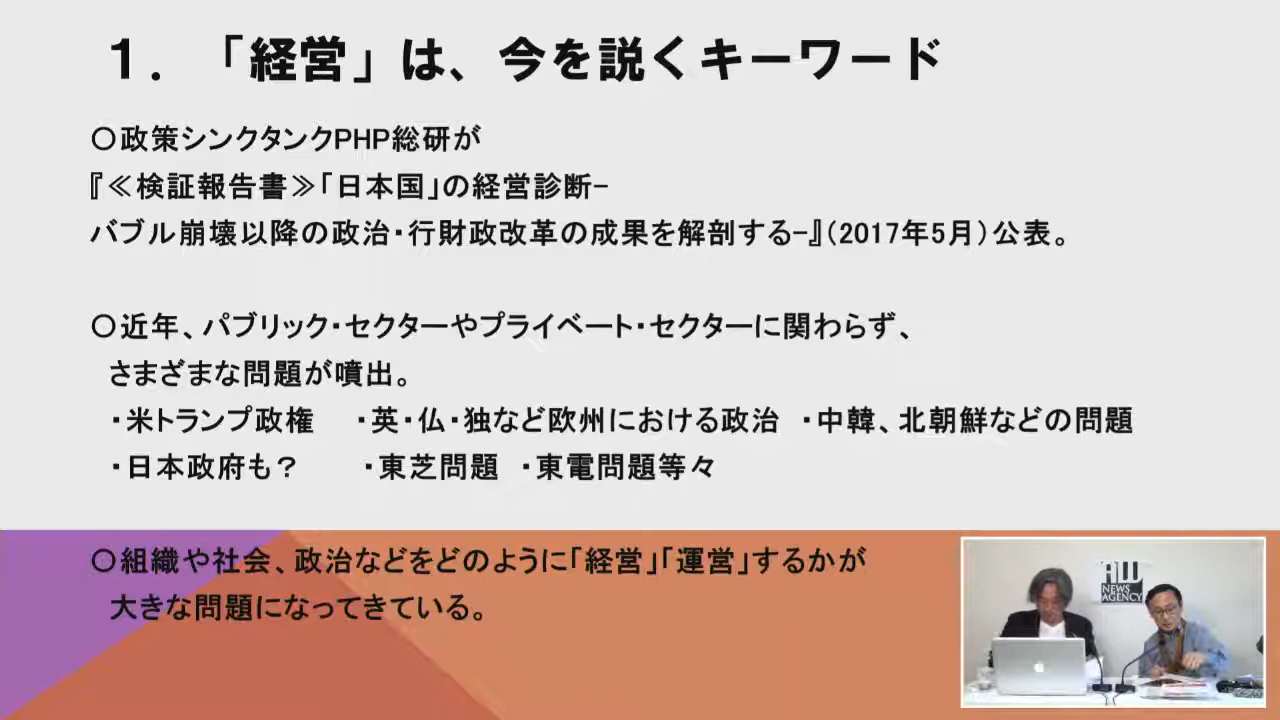 １．「経営」は、今を説くキーワード
〇政策シンクタンクPHP総研が
『≪検証報告書≫「日本国」の経営診断−
バブル崩壊以降の政治・行財政改革の成果を解剖する−』（2017年5月）公表。
〇近年、パブリック・セクターやプライベート・セクターに関わらず、
さまざまな問題が噴出。
・米トランプ政権　・英・仏・独など欧州における政治　・中韓、北朝鮮などの問題
・日本政府も？　・東芝問題　・東電問題等々
〇組織や社会、政治などをどのように「経営」「運営」するかが
大きな問題になってきている。
NEWS
AGENCY